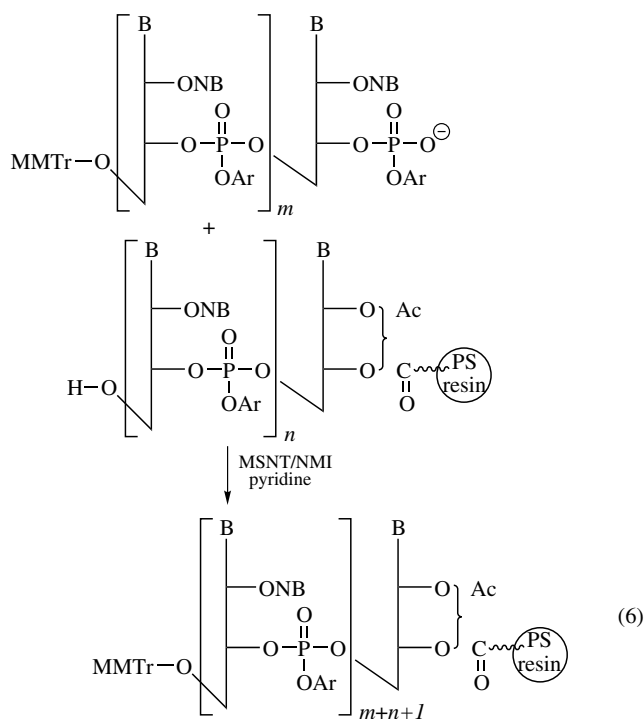 B
B
ONB
ONB
O
O
MMTr–O
O–P–O
O–P–O⊖
OAr
OAr
m
+
B
B
ONB
O
Ac
O
H–O
O–P–O
O
C
PS
resin
OAr
O
n
MSNT/NMI
pyridine
B
B
ONB
O
Ac
(6)
O
MMTr–O
O–P–O
O
C
PS
resin
OAr
O
m+n+1